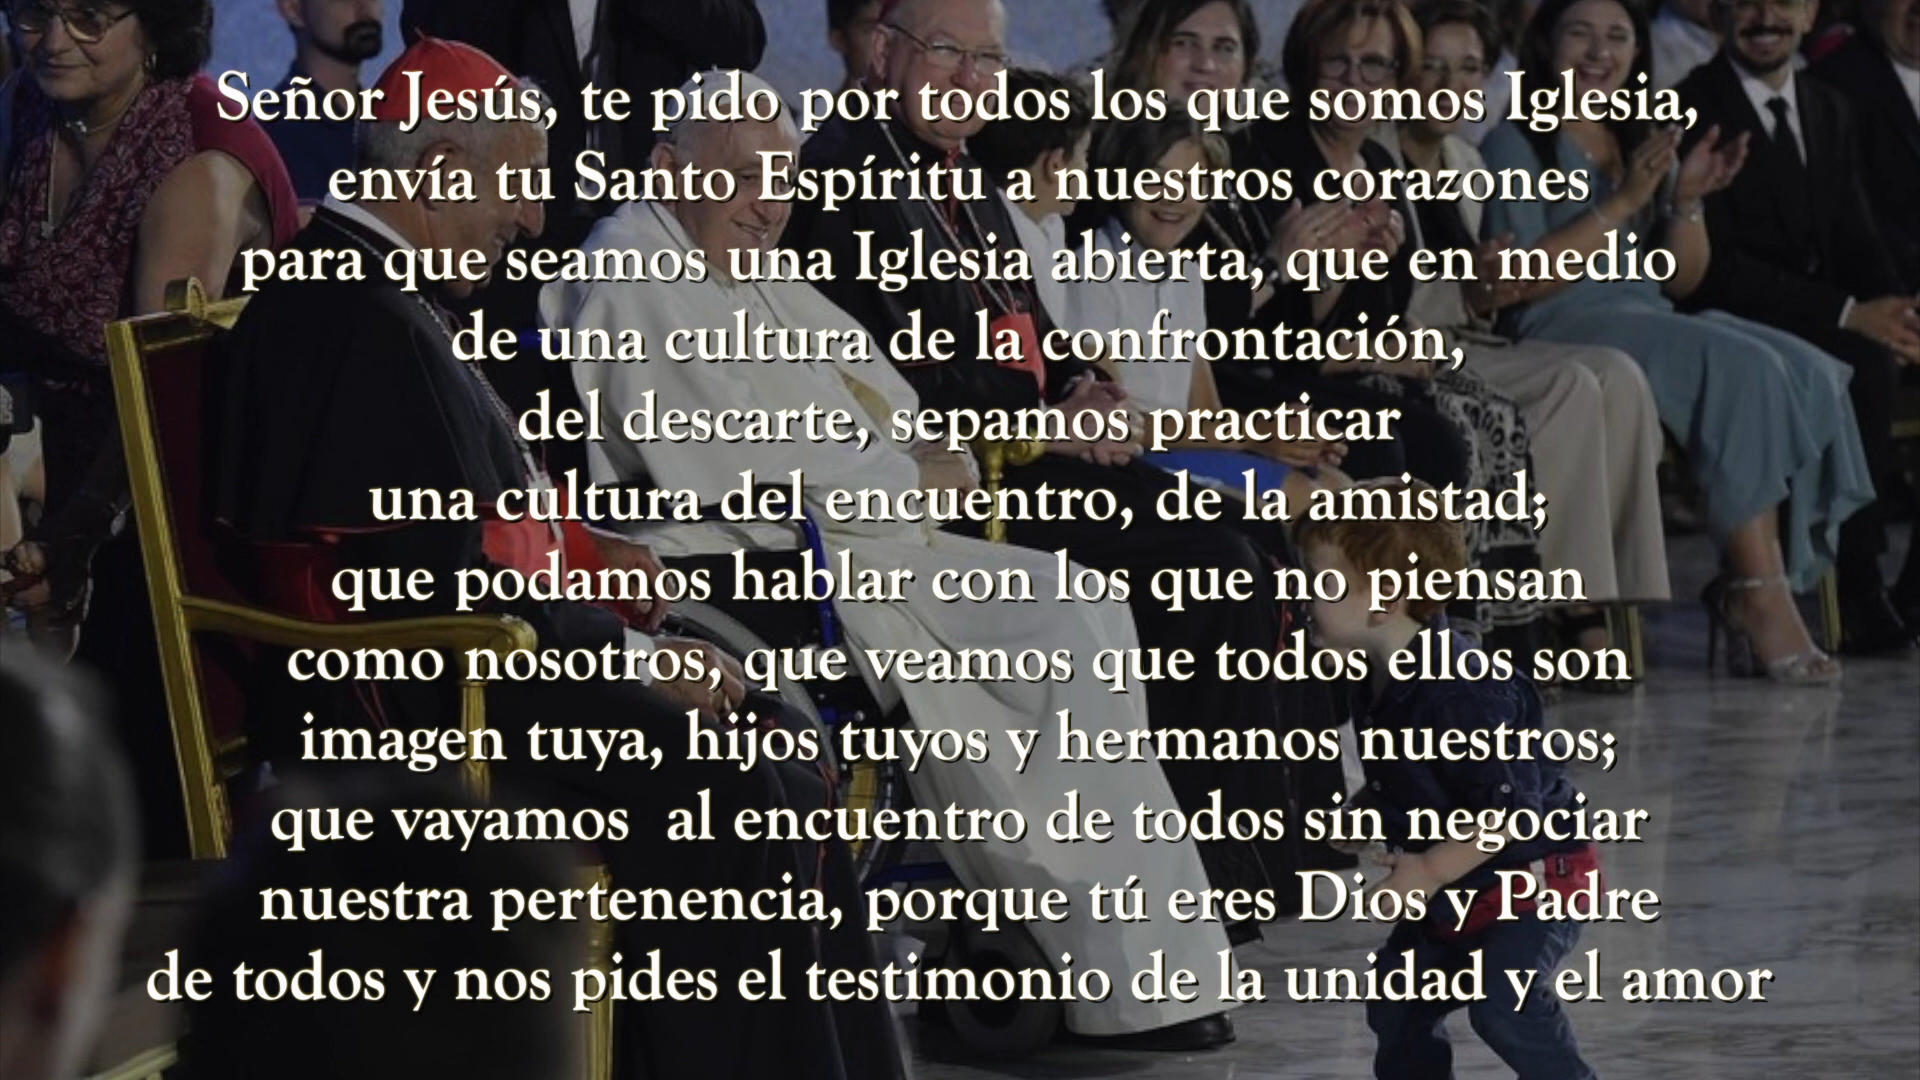 Señor Jesús, te pido por todos los que somos Iglesia,
envía tu Santo Espíritu a nuestros corazones
para que seamos una Iglesia abierta, que en medio
de una cultura de la confrontación,
del descarte, sepamos practicar
una cultura del encuentro, de la amistad;
que podamos hablar con los que no piensan
como nosotros, que veamos que todos ellos son
imagen tuya, hijos tuyos y hermanos nuestros;
que vayamos  al encuentro de todos sin negociar
nuestra pertenencia, porque tú eres Dios y Padre
de todos y nos pides el testimonio de la unidad y el amor